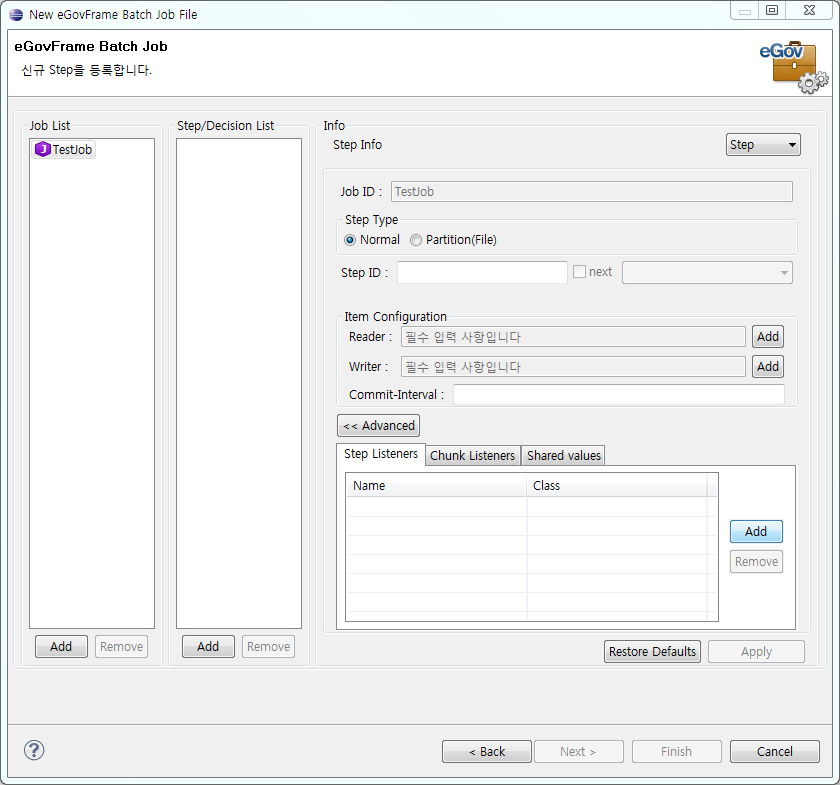 New eGovFrame Batch Job File
eGovFrame Batch Job
신규 Step을 등록합니다.
eGov
Job List
TestJob
Add
Remove
Step/Decision List
Add
Remove
Info
Step Info
Step
Job ID :
TestJob
Step Type
Normal
Partition(File)
Step ID :
next
Item Configuration
Reader :
필수 입력 사항입니다
Add
Writer :
필수 입력 사항입니다
Add
Commit-Interval :
<< Advanced
Step Listeners
Chunk Listeners
Shared values
Name
Class
Add
Remove
Restore Defaults
Apply
?
< Back
Next >
Finish
Cancel